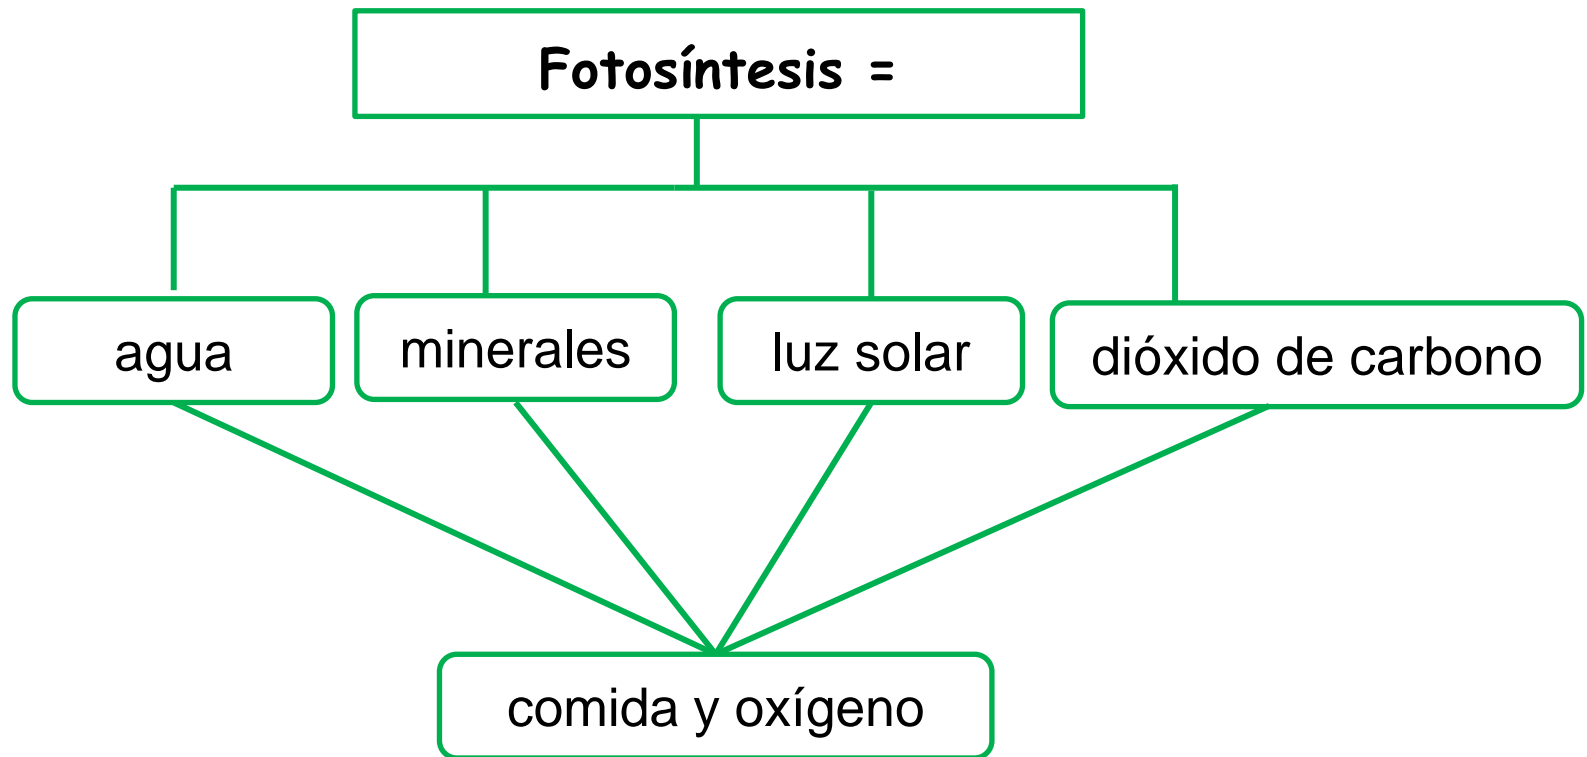 Fotosíntesis =
agua
minerales
luz solar
dióxido de carbono
comida y oxígeno